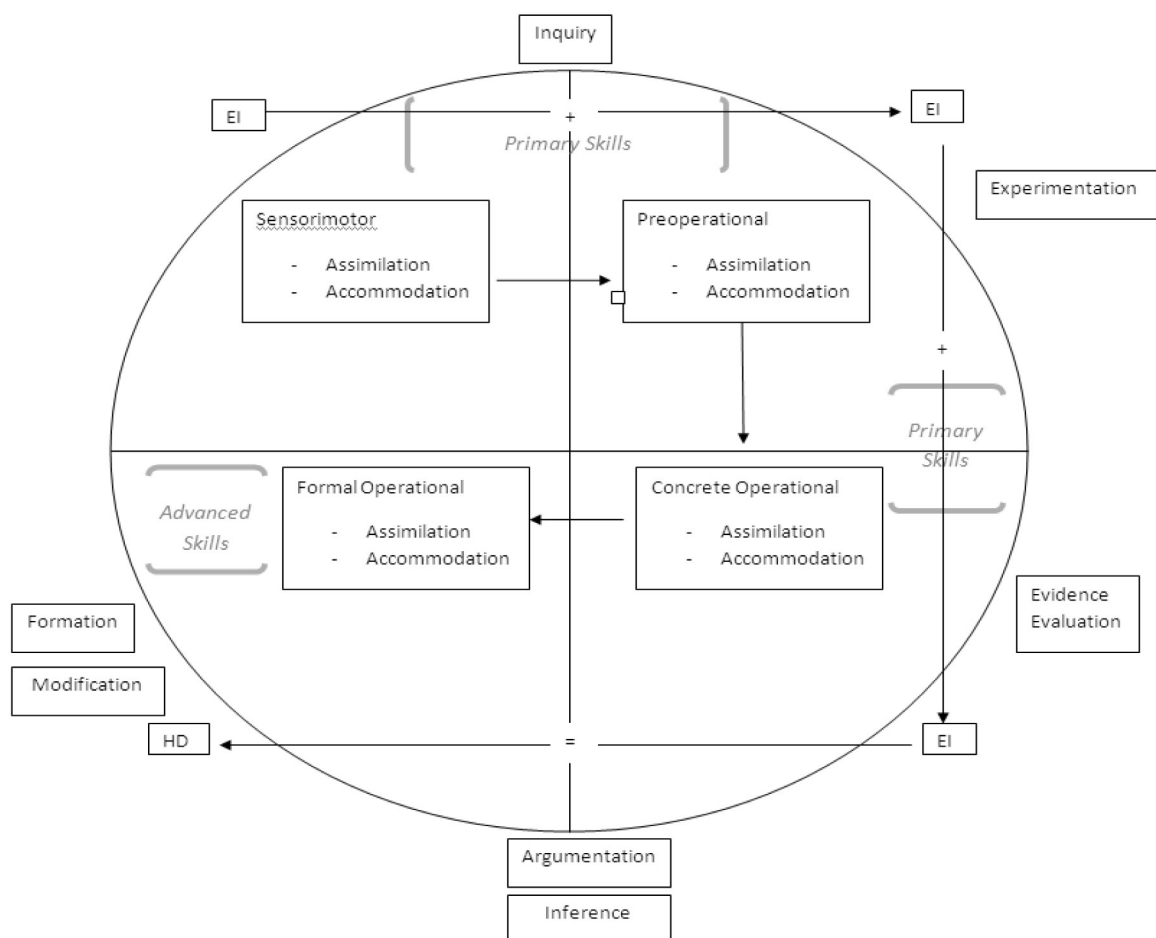 Inquiry
EI
EI
+
Primary Skills
Experimentation
Sensorimotor
- Assimilation
- Accommodation
Preoperational
- Assimilation
- Accommodation
+
Primary
Skills
Advanced
Skills
Formal Operational
- Assimilation
- Accommodation
Concrete Operational
- Assimilation
- Accommodation
Evidence
Evaluation
Formation
Modification
HD
=
EI
Argumentation
Inference